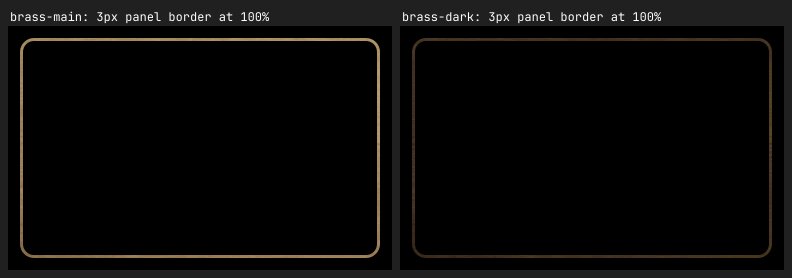 brass-main: 3px panel border at 100%
brass-dark: 3px panel border at 100%